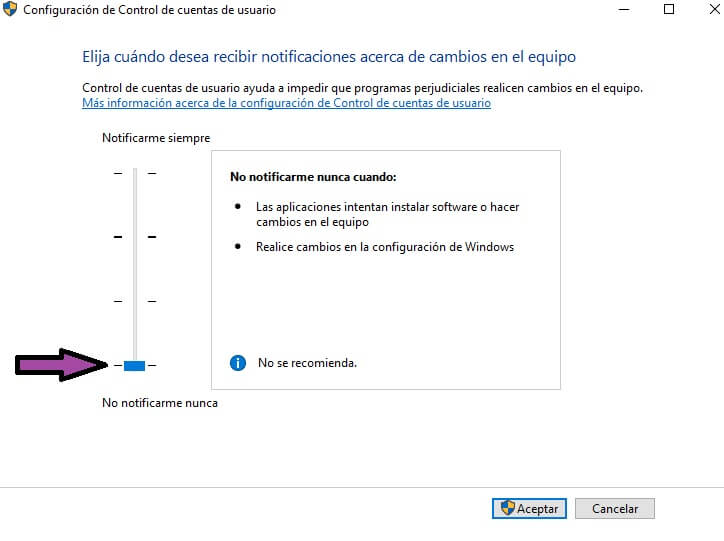 Configuración de Control de cuentas de usuario
Elija cuándo desea recibir notificaciones acerca de cambios en el equipo
Control de cuentas de usuario ayuda a impedir que programas perjudiciales realicen cambios en el equipo.
Más información acerca de la configuración de Control de cuentas de usuario
Notificarme siempre
No notificarme nunca cuando:
Las aplicaciones intentan instalar software o hacer
cambios en el equipo
Realice cambios en la configuración de Windows
No se recomienda.
No notificarme nunca
Aceptar
Cancelar